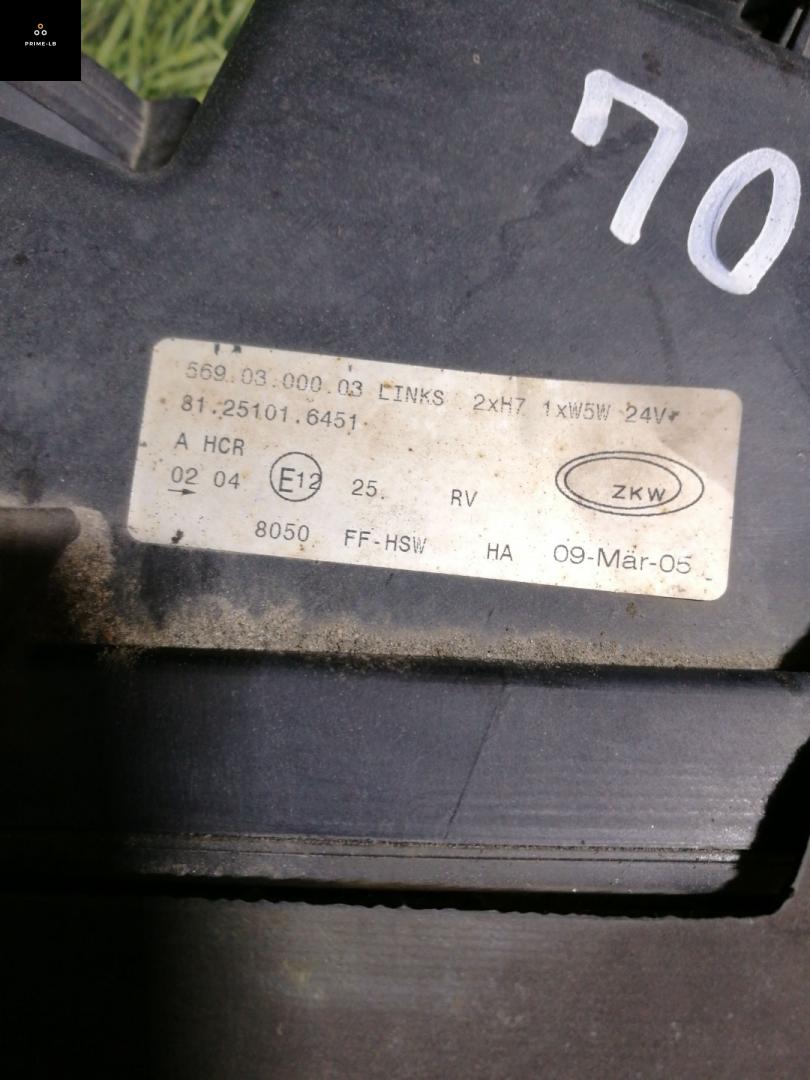 PRIME-LB
70
569.03.000.03 LINKS 2xH7 1xW5W 24V
81.25101.6451
A HCR
02 04 E12 25. RV ZKW
8050 FF-HSW HA 09-Mär-05